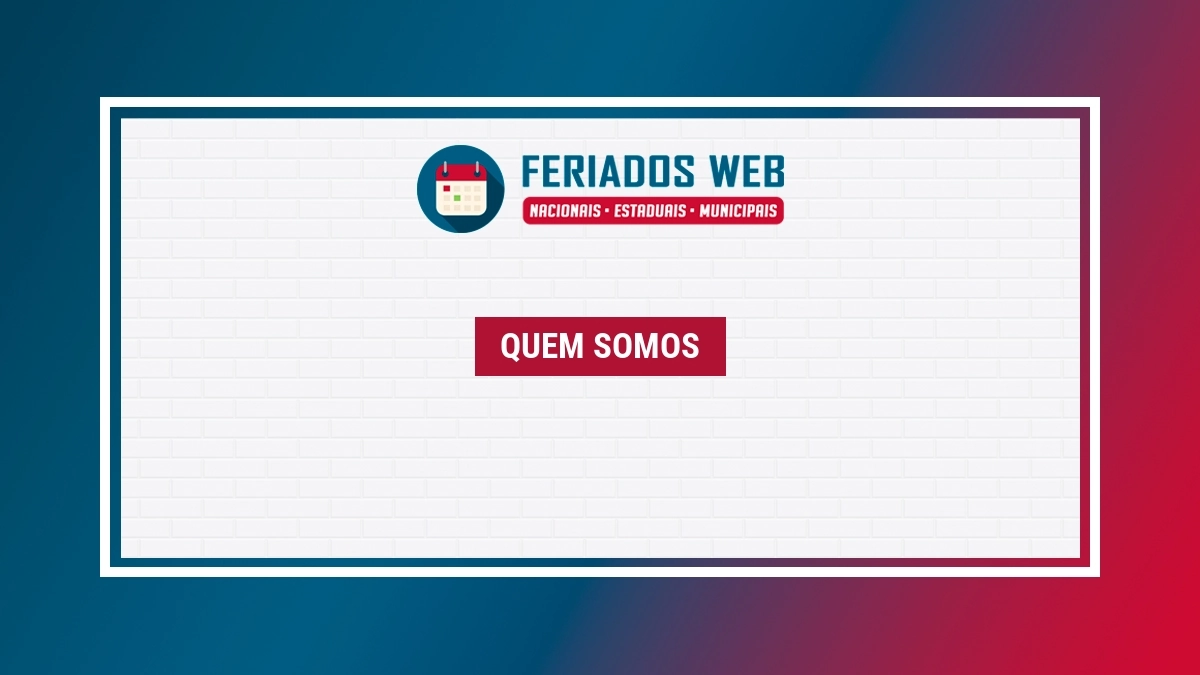 FERIADOS WEB
NACIONAIS • ESTADUAIS • MUNICIPAIS
QUEM SOMOS